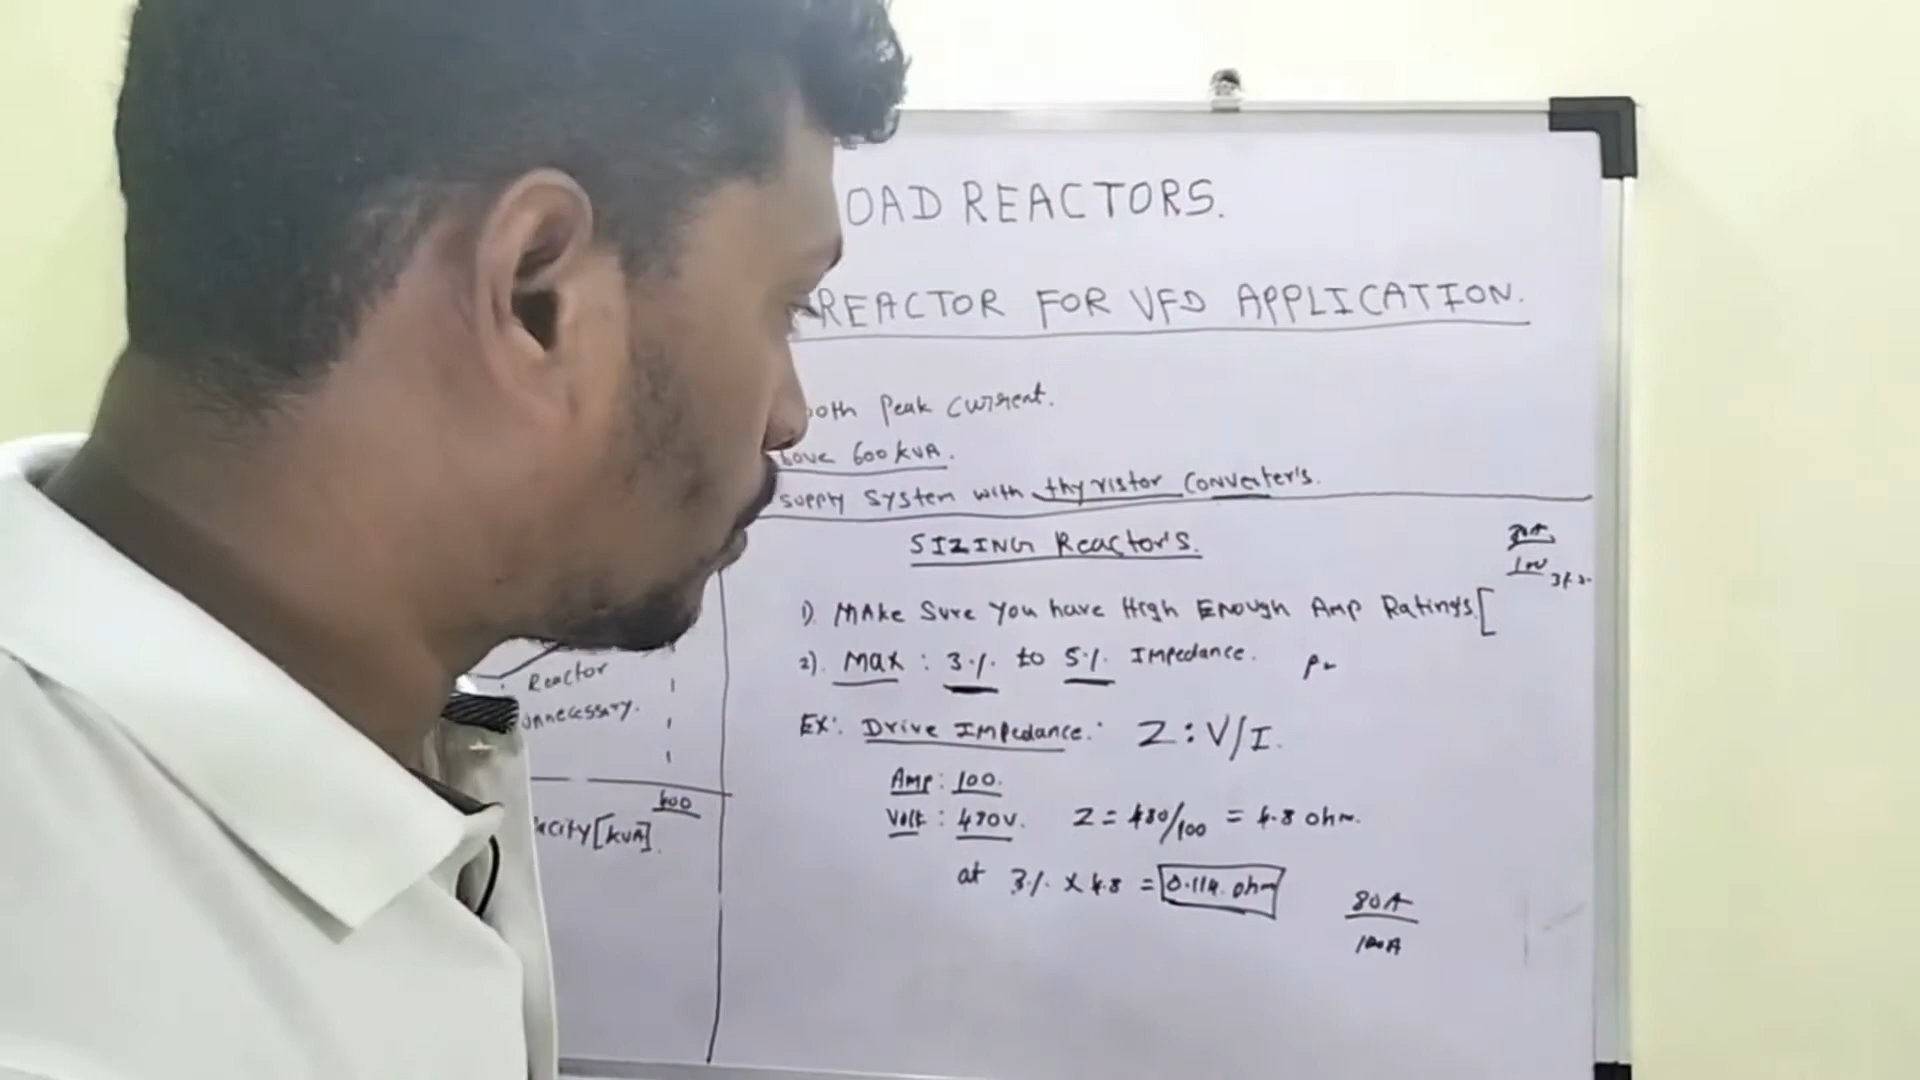 OAD REACTORS.
REACTOR FOR VFD APPLICATION.
ooth Peak Current.
bove 600 kVA.
supply system with thyristor Converter's.
SIZING Reactor's.
1). MAke Sure You have High Enough Amp Rating's. [
2). Max : 3% to 5% Impedance.
Ex: Drive Impedance: Z : V/I.
Amp : 100.
Volt : 480V. Z = 480/100 = 4.8 ohm.
at 3% x 4.8 = 0.114 ohm
80A
100A
Reactor
unnecessary.
600
acity [kVA].